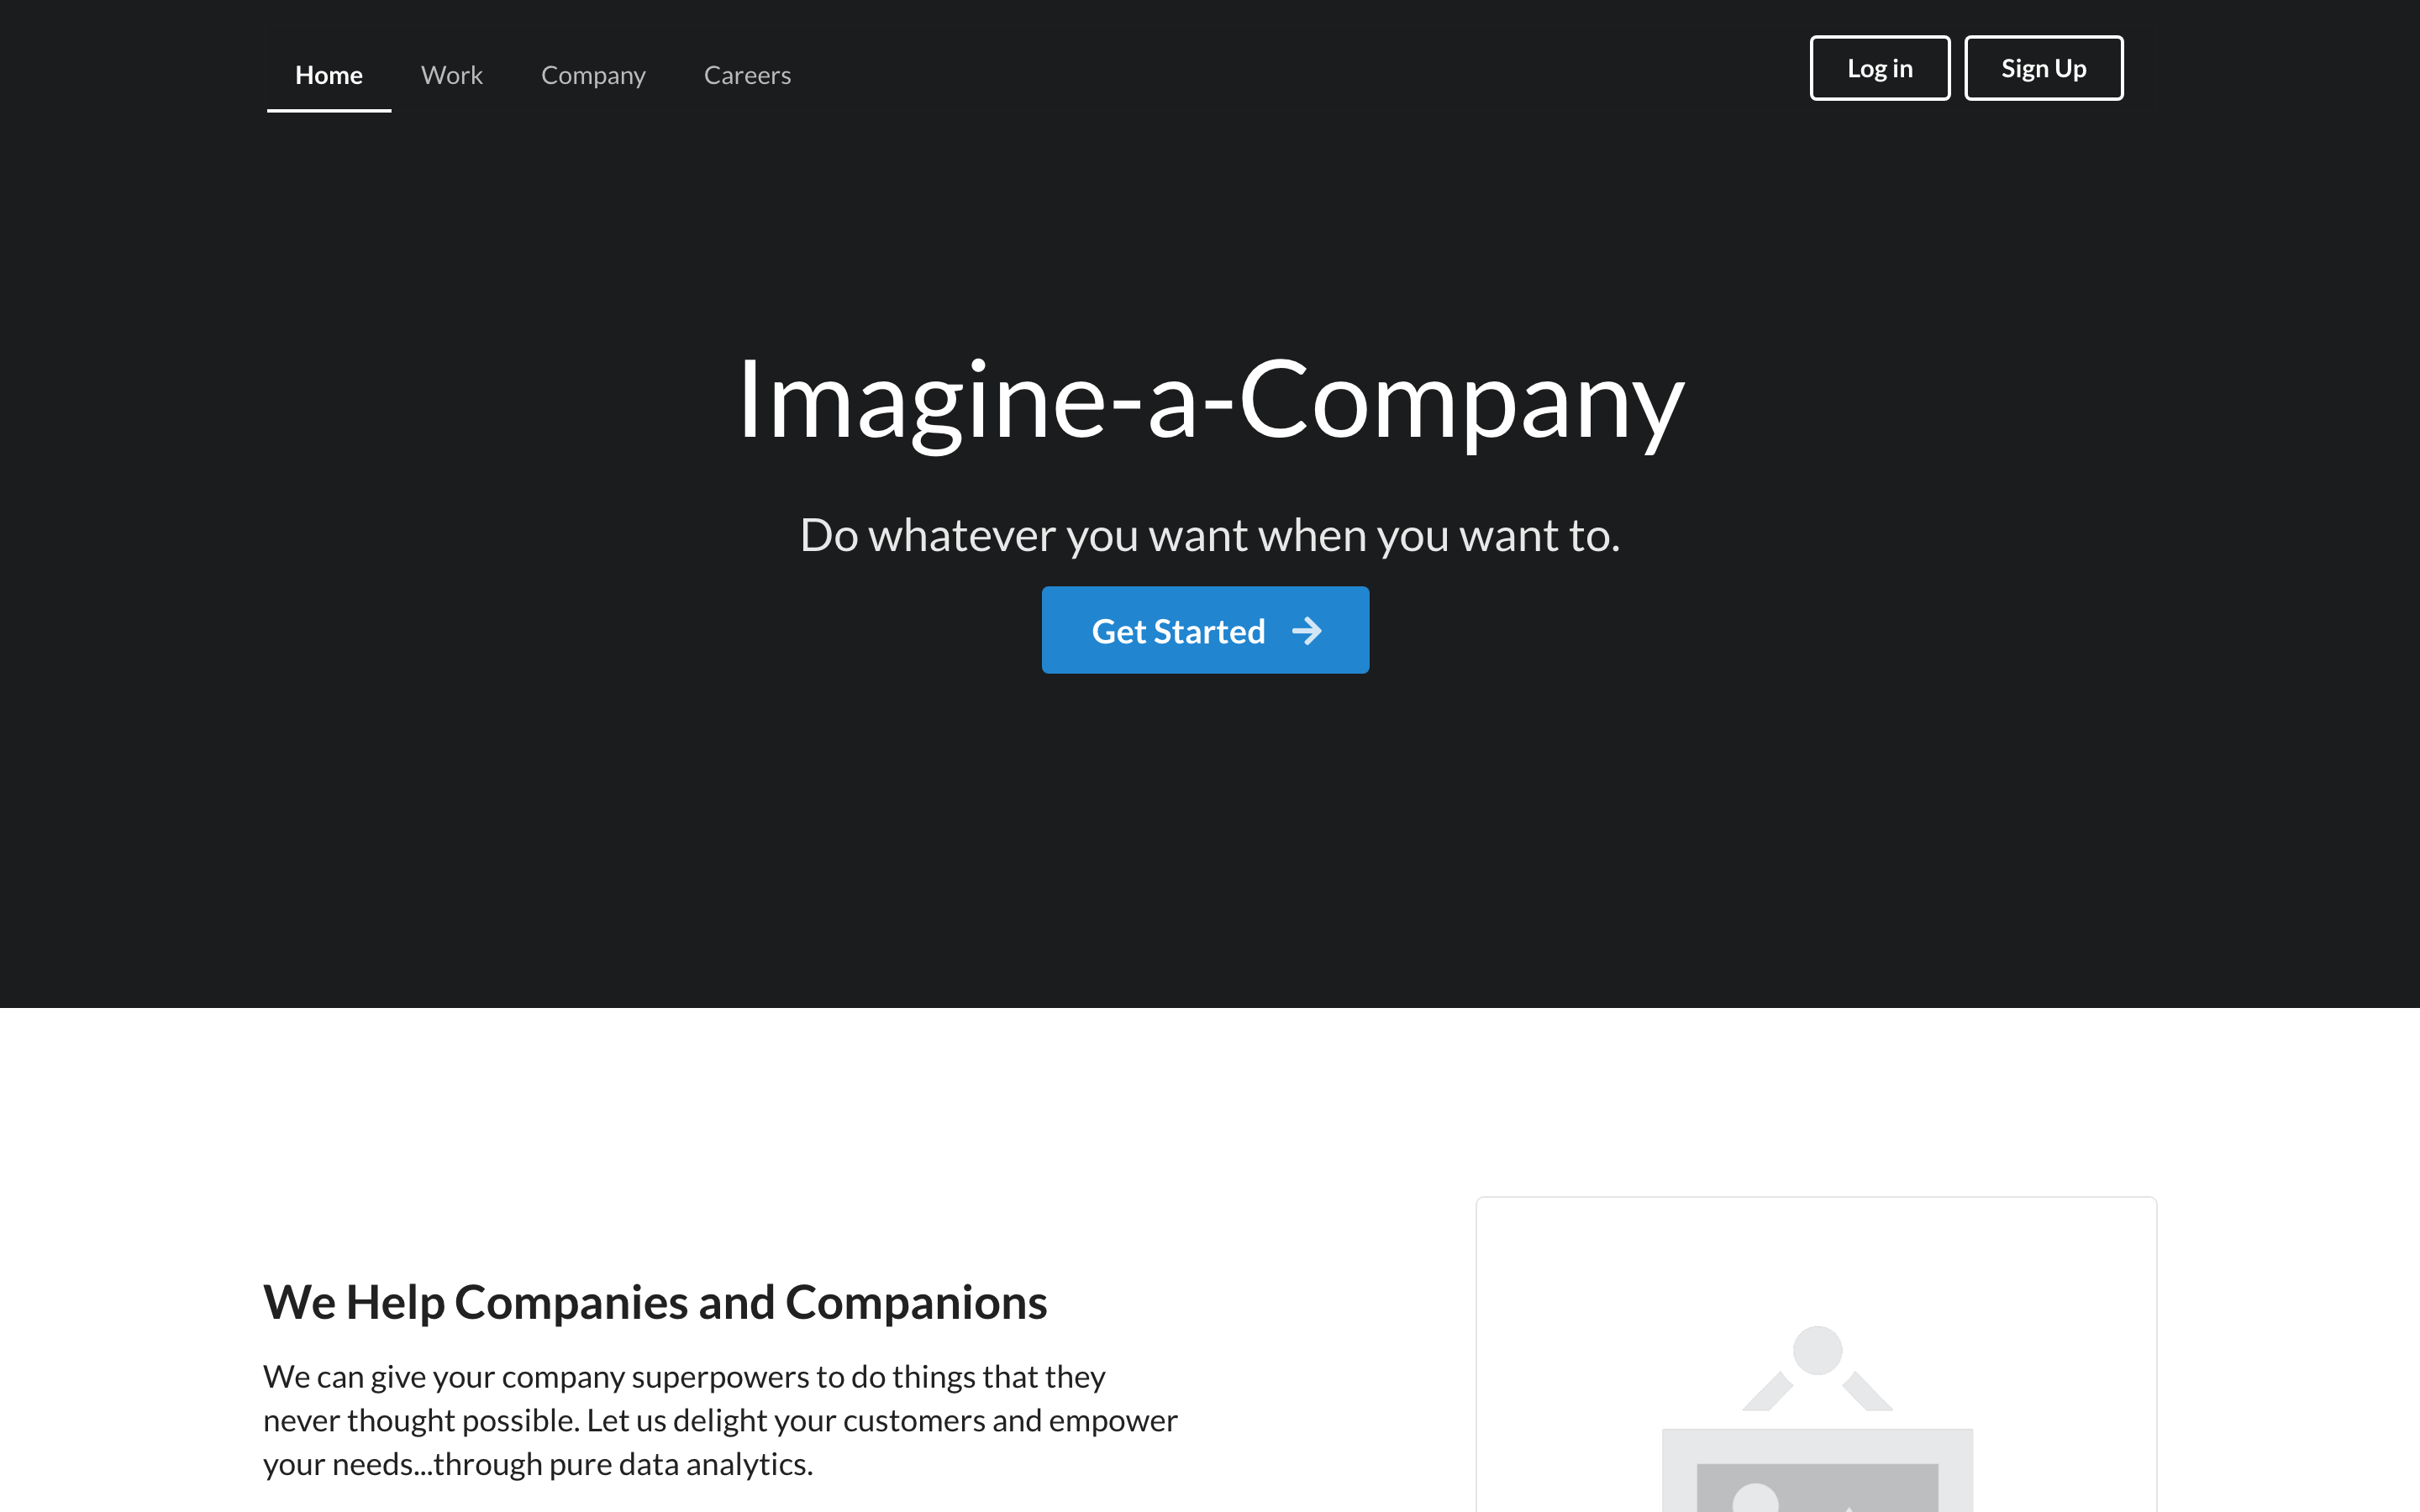 Home Work Company Careers Log in Sign Up
Imagine-a-Company
Do whatever you want when you want to.
Get Started
We Help Companies and Companions
We can give your company superpowers to do things that they
never thought possible. Let us delight your customers and empower
your needs...through pure data analytics.